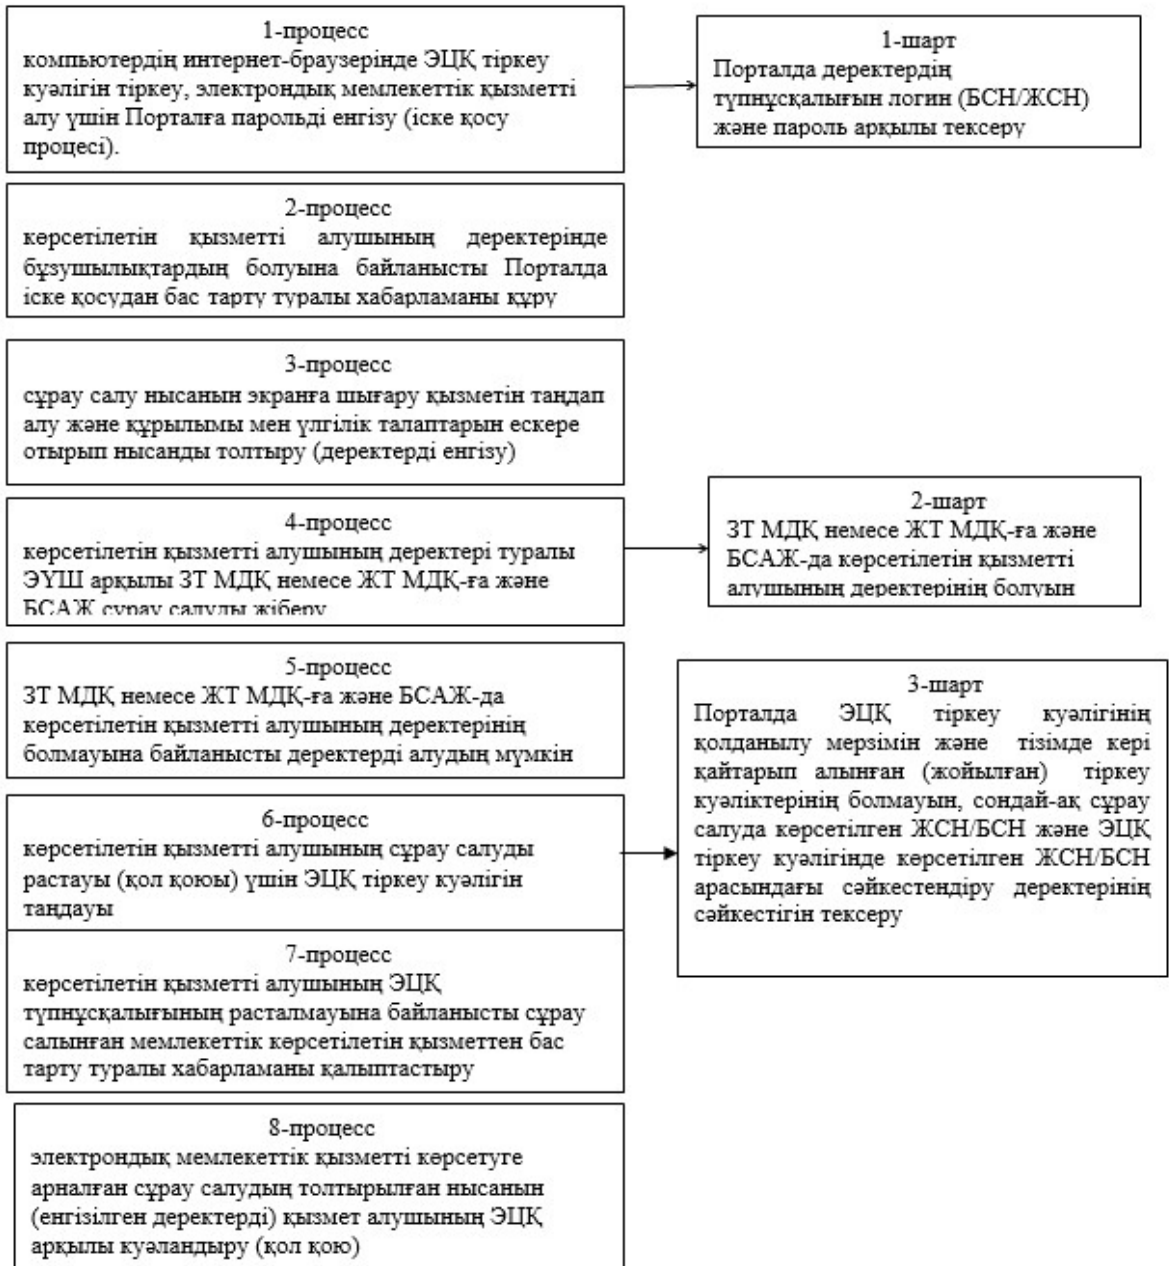 1-процесс
компьютердің интернет-браузерінде ЭЦҚ тіркеу
куәлігін тіркеу, электрондық мемлекеттік қызметті
алу үшін Порталға парольді енгізу (іске қосу
процесі).
1-шарт
Порталда деректердің
түпнұсқалығын логин (БСН/ЖСН)
және пароль арқылы тексеру
2-процесс
көрсетілетін қызметті алушының деректерінде
бұзушылықтардың болуына байланысты Порталда
іске қосудан бас тарту туралы хабарламаны құру
3-процесс
сұрау салу нысанын экранға шығару қызметін таңдап
алу және құрылымы мен үлгілік талаптарын ескере
отырып нысанды толтыру (деректерді енгізу)
4-процесс
көрсетілетін қызметті алушының деректері туралы
ЭҮШ арқылы ЗТ МДҚ немесе ЖТ МДҚ-ға және
БСАЖ сұрау салуды жіберу
2-шарт
ЗТ МДҚ немесе ЖТ МДҚ-ға және
БСАЖ-да көрсетілетін қызметті
алушының деректерінің болуын
5-процесс
ЗТ МДҚ немесе ЖТ МДҚ-ға және БСАЖ-да
көрсетілетін қызметті алушының деректерінің
болмауына байланысты деректерді алудың мүмкін
3-шарт
Порталда ЭЦҚ тіркеу куәлігінің
қолданылу мерзімін және тізімде кері
қайтарып алынған (жойылған) тіркеу
куәліктерінің болмауын, сондай-ақ сұрау
салуда көрсетілген ЖСН/БСН және ЭЦҚ
тіркеу куәлігінде көрсетілген ЖСН/БСН
арасындағы сәйкестендіру деректерінің
сәйкестігін тексеру
6-процесс
көрсетілетін қызметті алушының сұрау салуды
растауы (қол қоюы) үшін ЭЦҚ тіркеу куәлігін
таңдауы
7-процесс
көрсетілетін қызметті алушының ЭЦҚ
түпнұсқалығының расталмауына байланысты сұрау
салынған мемлекеттік көрсетілетін қызметтен бас
тарту туралы хабарламаны қалыптастыру
8-процесс
электрондық мемлекеттік қызметті көрсетуге
арналған сұрау салудың толтырылған нысанын
(енгізілген деректерді) қызмет алушының ЭЦҚ
арқылы куәландыру (қол қою)